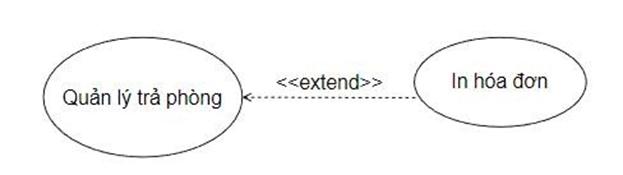 Quản lý trả phòng
<<extend>>
In hóa đơn